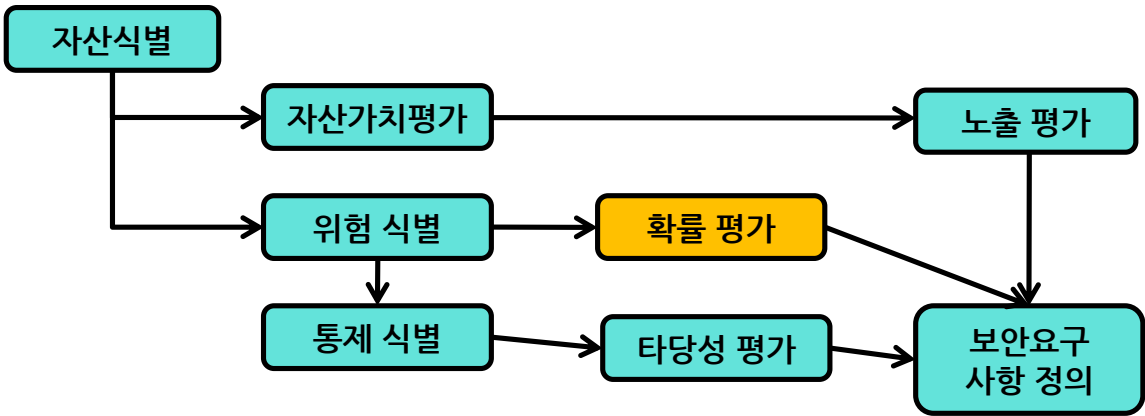 자산식별
자산가치평가
노출 평가
위험 식별
확률 평가
통제 식별
타당성 평가
보안요구
사항 정의